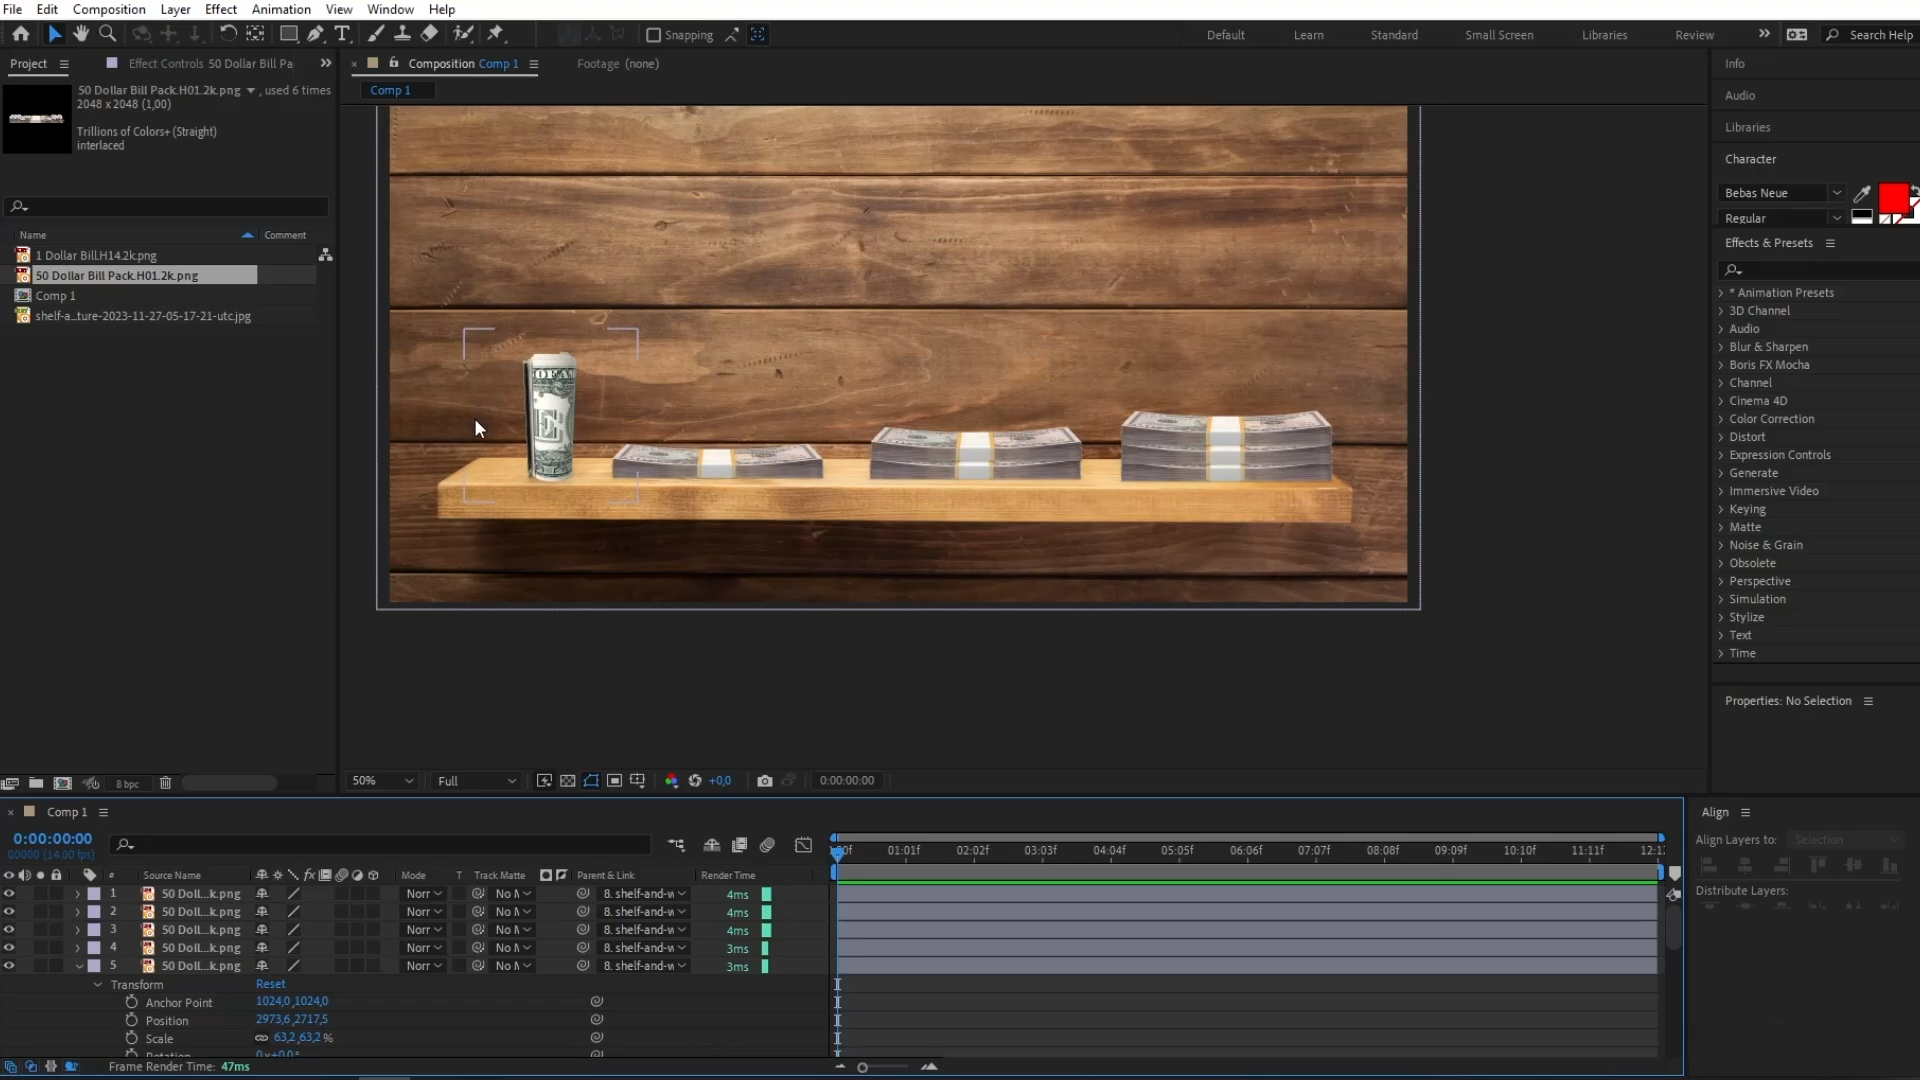 File Edit Composition Layer Effect Animation View Window Help
Snapping Default Learn Standard Small Screen Libraries Review Search Help
Project Effect Controls 50 Dollar Bill Pa Composition Comp 1 Footage (none)
50 Dollar Bill Pack.H01.2k.png , used 6 times
2048 x 2048 (1,00)
Trillions of Colors+ (Straight)
interlaced
Comp 1
Name Comment
1 Dollar Bill.H14.2k.png
50 Dollar Bill Pack.H01.2k.png
Comp 1
shelf-a...ture-2023-11-27-05-17-21-utc.jpg
OF AM
Info
Audio
Libraries
Character
Bebas Neue
Regular
Effects & Presets
* Animation Presets
3D Channel
Audio
Blur & Sharpen
Boris FX Mocha
Channel
Cinema 4D
Color Correction
Distort
Expression Controls
Generate
Immersive Video
Keying
Matte
Noise & Grain
Obsolete
Perspective
Simulation
Stylize
Text
Time
Properties: No Selection
8 bpc 50% Full +0,0 0:00:00:00
Comp 1
0:00:00:00
00000 (14.00 fps)
01:01f 02:02f 03:03f 04:04f 05:05f 06:06f 07:07f 08:08f 09:09f 10:10f 11:11f
# Source Name Mode T Track Matte Parent & Link Render Time
1 50 Doll...k.png Norr No M 8. shelf-and-w 4ms
2 50 Doll...k.png Norr No M 8. shelf-and-w 4ms
3 50 Doll...k.png Norr No M 8. shelf-and-w 4ms
4 50 Doll...k.png Norr No M 8. shelf-and-w 3ms
5 50 Doll...k.png Norr No M 8. shelf-and-w 3ms
Transform Reset
Anchor Point 1024,0 ,1024,0
Position 2973,6 ,2717,5
Scale 63,2 ,63,2 %
Rotation 0 x +0,0 °
Frame Render Time: 47ms
Align
Align Layers to: Selection
Distribute Layers: